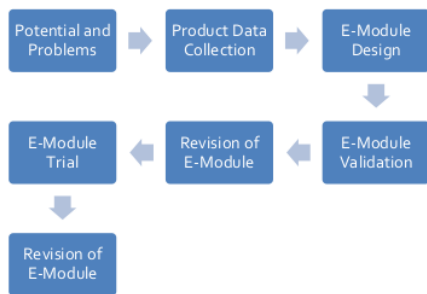 Potential and
Problems
Product Data
Collection
E-Module
Design
E-Module
Validation
Revision of
E-Module
E-Module
Trial
Revision of
E-Module